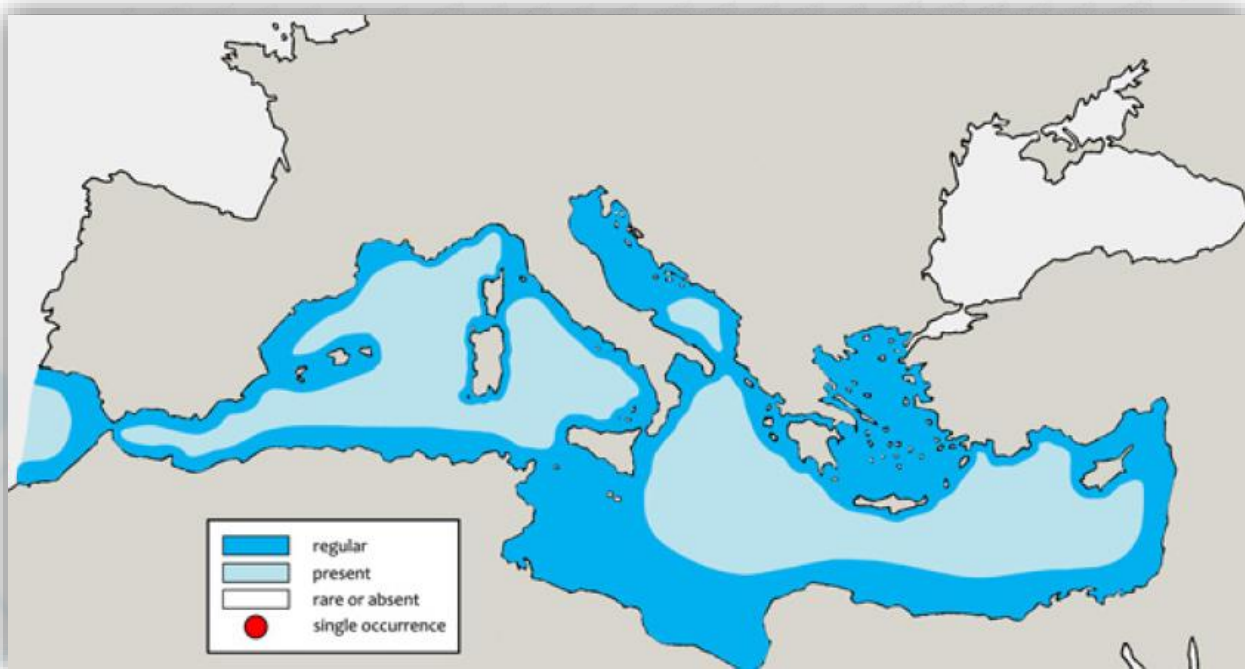 regular
present
rare or absent
single occurrence